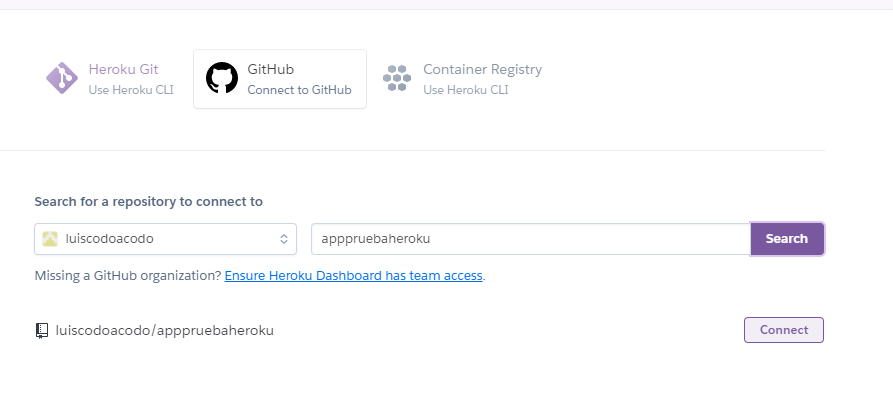 Heroku Git
Use Heroku CLI
GitHub
Connect to GitHub
Container Registry
Use Heroku CLI
Search for a repository to connect to
luiscodoacodo
apppruebaheroku
Search
Missing a GitHub organization? Ensure Heroku Dashboard has team access.
luiscodoacodo/apppruebaheroku
Connect